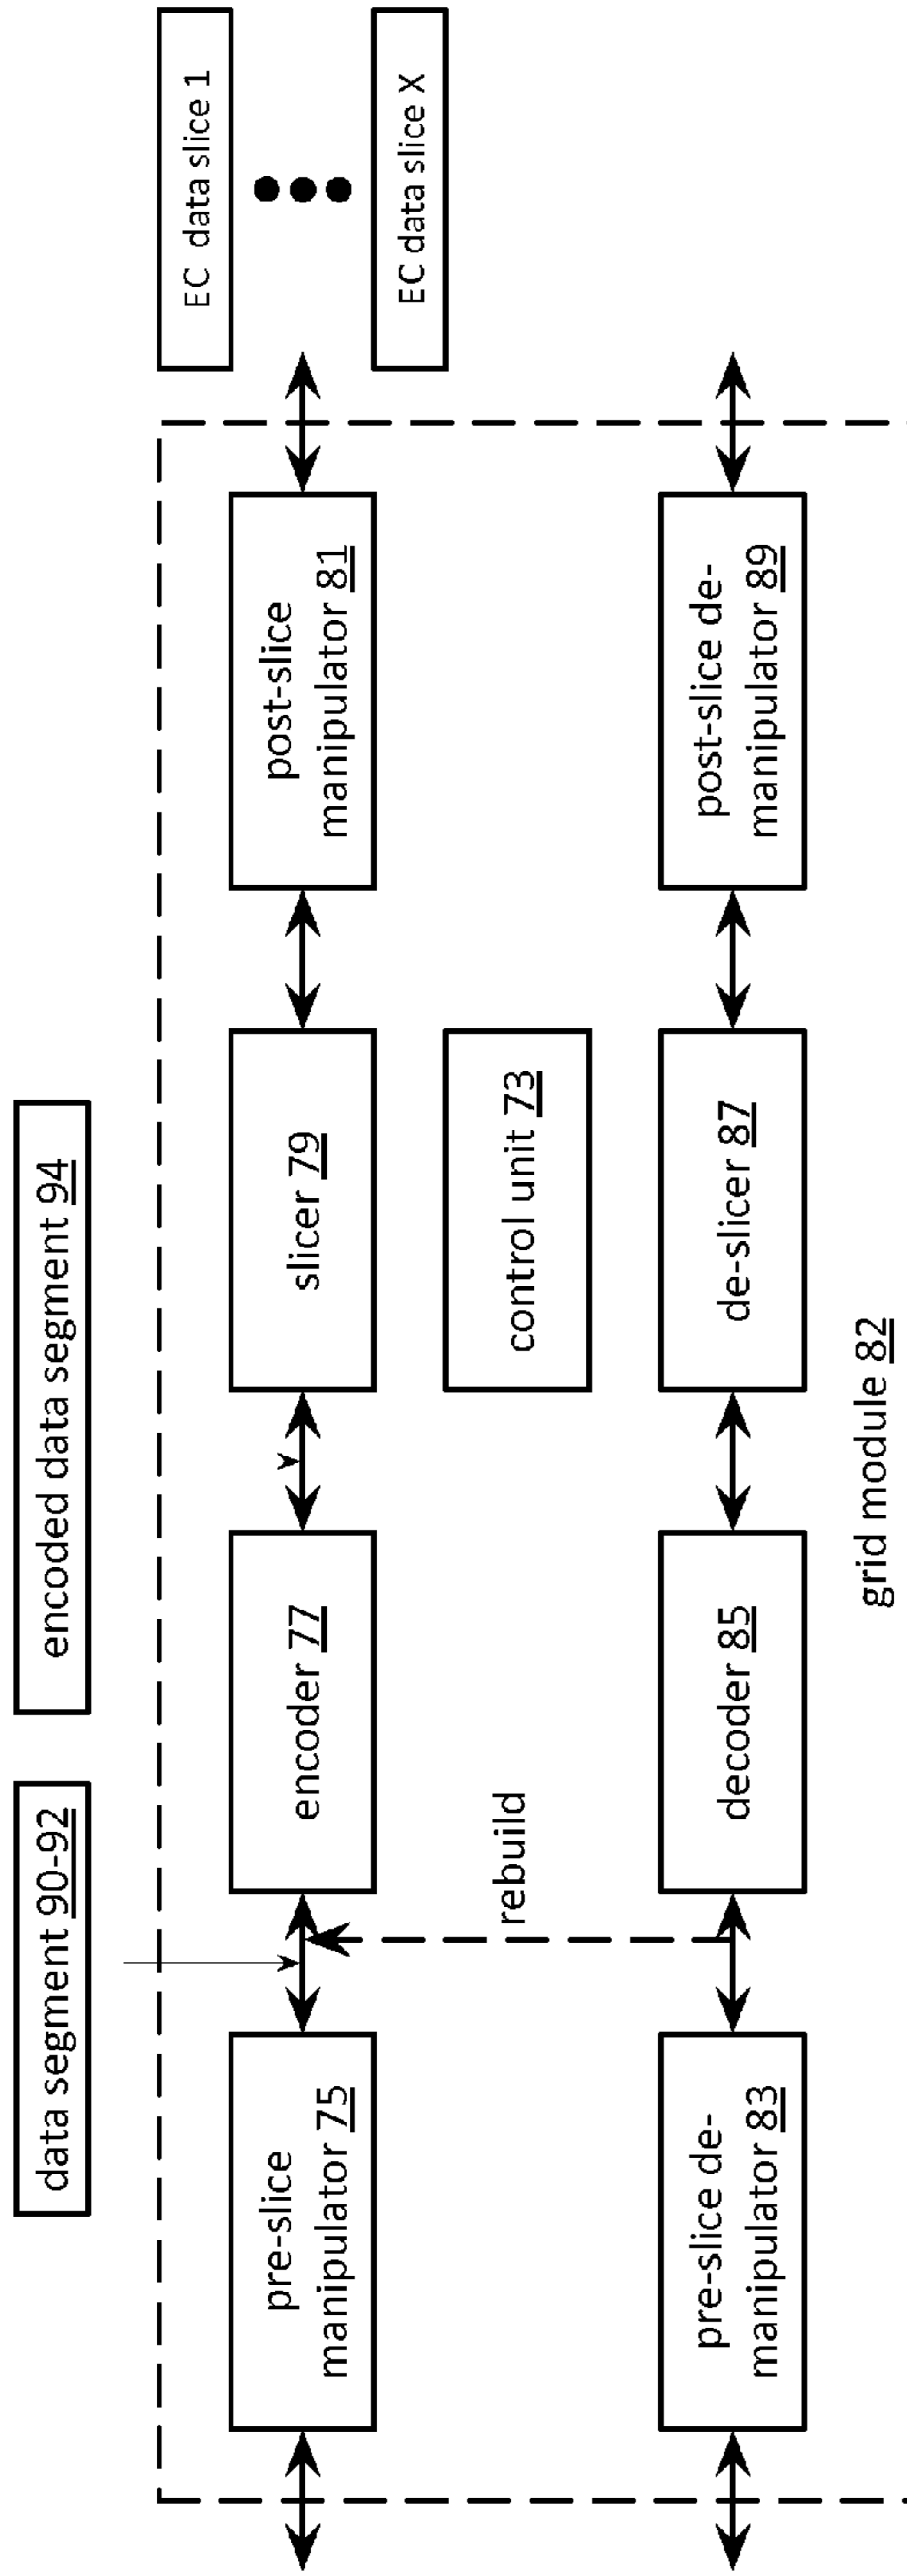 data segment 90-92
encoded data segment 94
EC data slice 1
EC data slice X
pre-slice
manipulator 75
encoder 77
slicer 79
post-slice
manipulator 81
rebuild
control unit 73
pre-slice de-
manipulator 83
decoder 85
de-slicer 87
post-slice de-
manipulator 89
grid module 82